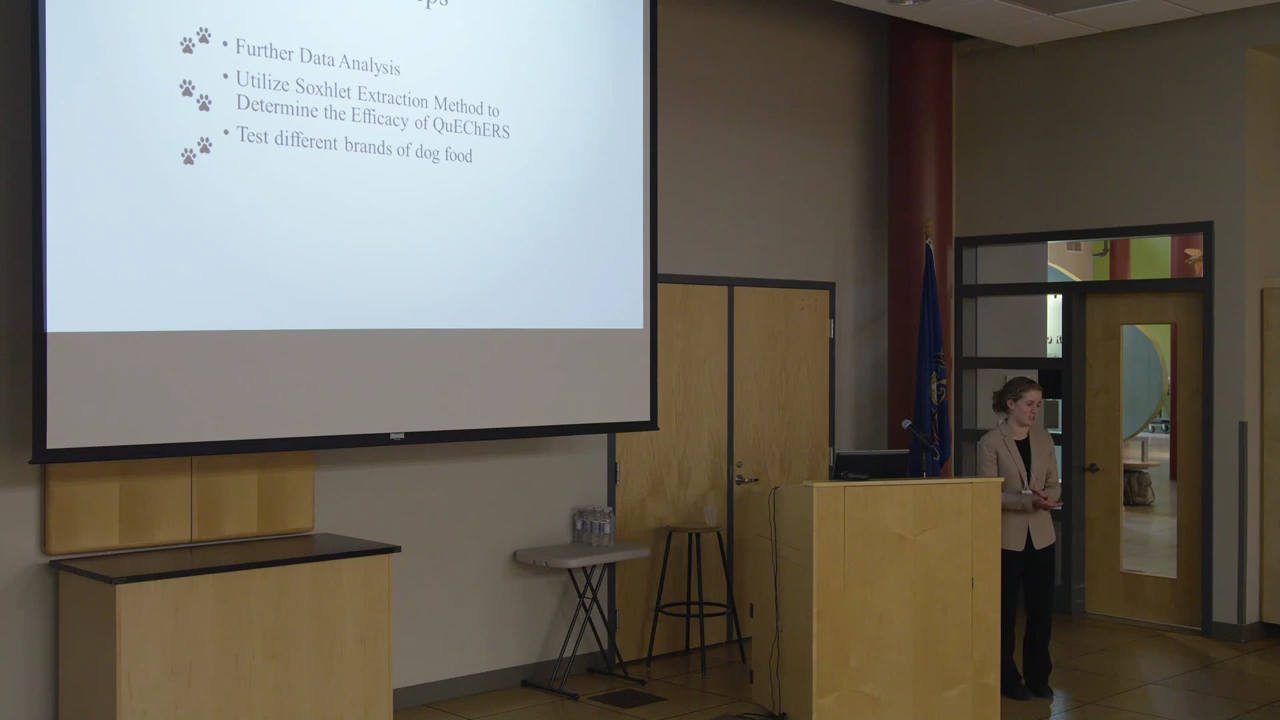 • Further Data Analysis
• Utilize Soxhlet Extraction Method to
Determine the Efficacy of QuEChERS
• Test different brands of dog food